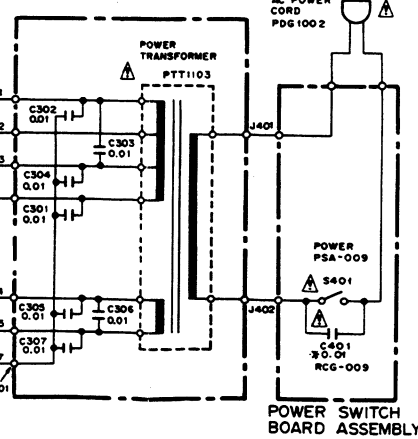 AC POWER
CORD
PDG1002
POWER
TRANSFORMER
PTT1103
C302
0.01
C303
0.01
C304
0.01
C301
0.01
J401
POWER
PSA-009
S401
J402
C305
0.01
C306
0.01
C307
0.01
C401
※0.01
RCG-009
POWER SWITCH
BOARD ASSEMBLY